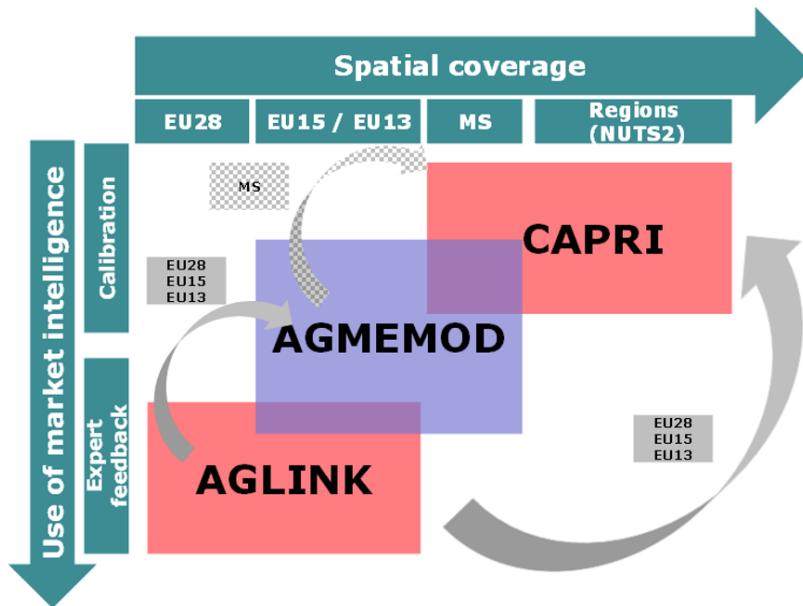 Spatial coverage
EU28
EU15 / EU13
MS
Regions
(NUTS2)
Use of market intelligence
Calibration
Expert
feedback
MS
CAPRI
EU28
EU15
EU13
AGMEMOD
EU28
EU15
EU13
AGLINK